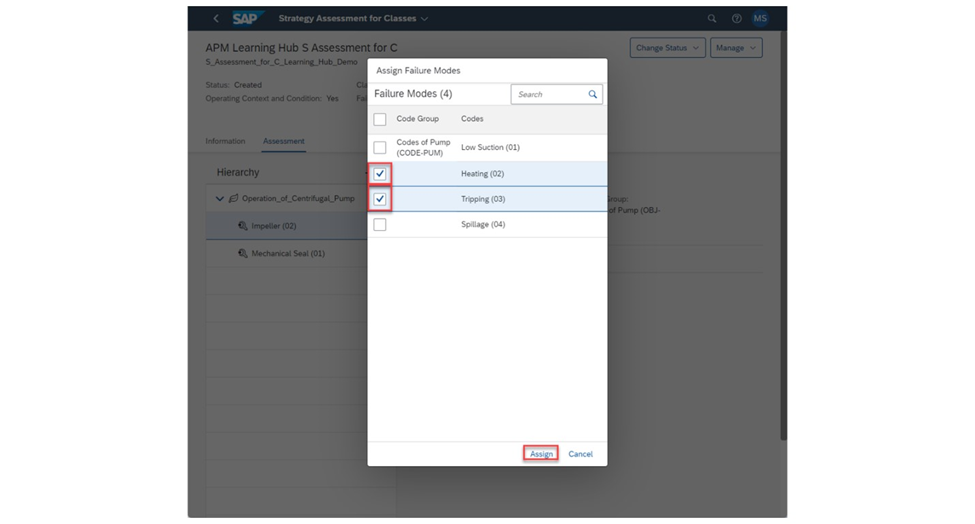 SAP Strategy Assessment for Classes
MS
APM Learning Hub S Assessment for C
Change Status
Manage
S_Assessment_for_C_Learning_Hub_Demo
Status: Created
Operating Context and Condition: Yes
Information
Assessment
Assign Failure Modes
Failure Modes (4)
Search
Code Group
Codes
Codes of Pump
(CODE-PUM)
Low Suction (01)
Heating (02)
Tripping (03)
Spillage (04)
Hierarchy
Operation_of_Centrifugal_Pump
Impeller (02)
Mechanical Seal (01)
of Pump (OBJ-
Assign
Cancel